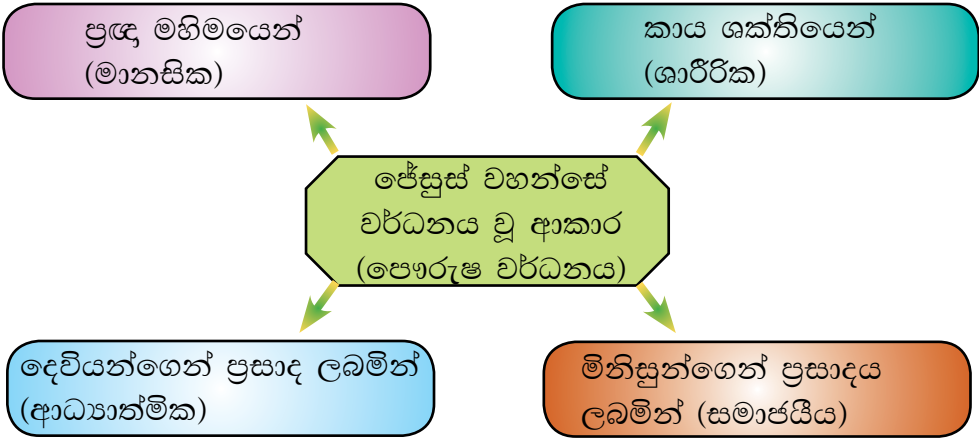 ප්‍රඥා මහිමයෙන්
(මානසික)
කාය ශක්තියෙන්
(ශාරීරික)
ජේසුස් වහන්සේ
වර්ධනය වූ ආකාර
(පෞරුෂ වර්ධනය)
දෙවියන්ගෙන් ප්‍රසාද ලබමින්
(ආධ්‍යාත්මික)
මිනිසුන්ගෙන් ප්‍රසාදය
ලබමින් (සමාජයීය)